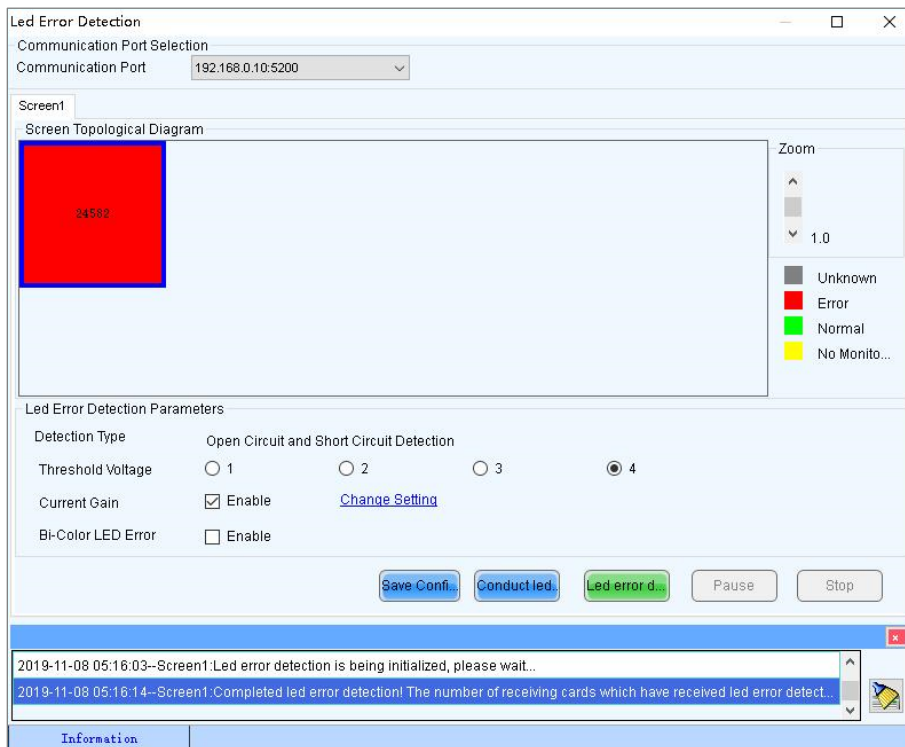 Led Error Detection
Communication Port Selection
Communication Port 192.168.0.10:5200
Screen1
Screen Topological Diagram
Zoom
24582
1.0
Unknown
Error
Normal
No Monito...
Led Error Detection Parameters
Detection Type Open Circuit and Short Circuit Detection
Threshold Voltage 1 2 3 4
Current Gain Enable Change Setting
Bi-Color LED Error Enable
Save Confi... Conduct led.. Led error d... Pause Stop
2019-11-08 05:16:03--Screen1:Led error detection is being initialized, please wait...
2019-11-08 05:16:14--Screen1:Completed led error detection! The number of receiving cards which have received led error detect...
Information